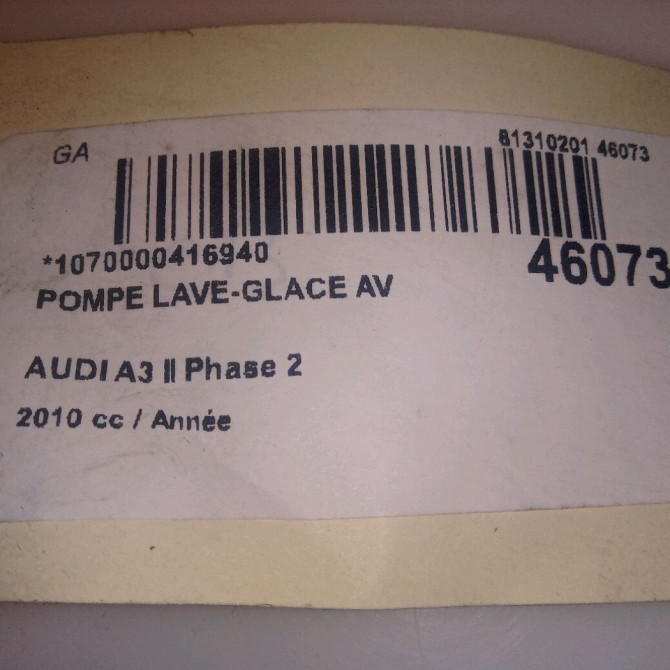 GA
81310201 46073
*1070000416940
46073
POMPE LAVE-GLACE AV
AUDI A3 II Phase 2
2010 cc / Année